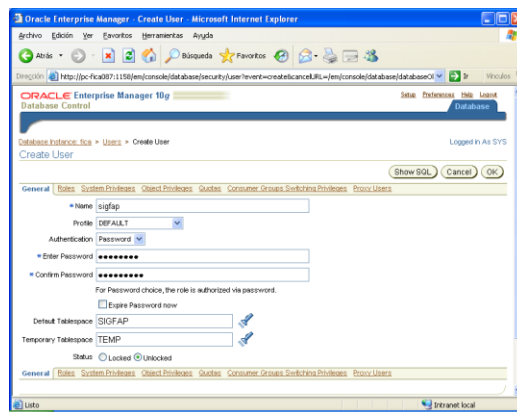 Oracle Enterprise Manager - Create User - Microsoft Internet Explorer
Archivo Edición Ver Favoritos Herramientas Ayuda
Atrás Búsqueda Favoritos
Dirección http://pc-fica087:1158/em/console/database/security/user?event=create&cancelURL=/em/console/database/databaseOl Ir Vínculos
ORACLE Enterprise Manager 10g
Database Control
Setup Preferences Help Logout
Database
Database Instance: fica > Users > Create User
Logged in As SYS
Create User
Show SQL Cancel OK
General Roles System Privileges Object Privileges Quotas Consumer Groups Switching Privileges Proxy Users
* Name sigfap
Profile DEFAULT
Authentication Password
* Enter Password ••••••••
* Confirm Password •••••••••
For Password choice, the role is authorized via password.
Expire Password now
Default Tablespace SIGFAP
Temporary Tablespace TEMP
Status Locked Unlocked
General Roles System Privileges Object Privileges Quotas Consumer Groups Switching Privileges Proxy Users
Listo
Intranet local